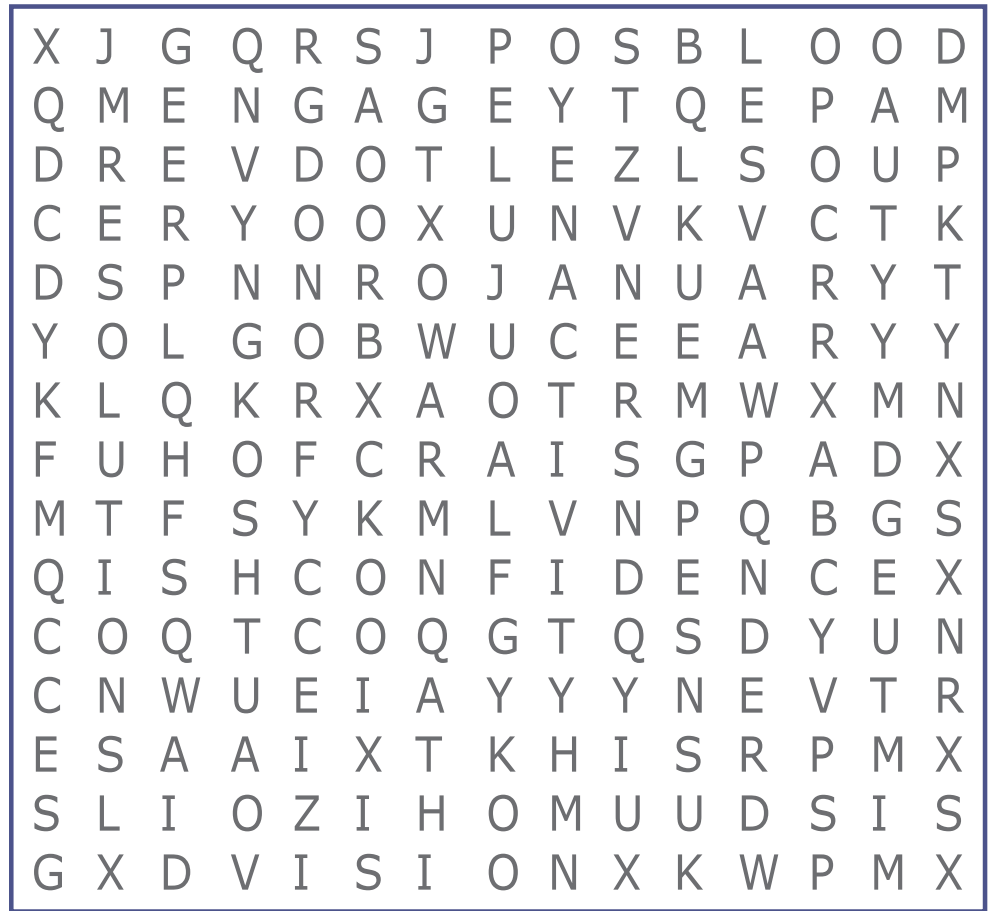 X J G Q R S J P O S B L O O D
Q M E N G A G E Y T Q E P A M
D R E V D O T L E Z L S O U P
C E R Y O O X U N V K V C T K
D S P N N R O J A N U A R Y T
Y O L G O B W U C E E A R Y Y
K L Q K R X A O T R M W X M N
F U H O F C R A I S G P A D X
M T F S Y K M L V N P Q B G S
Q I S H C O N F I D E N C E X
C O Q T C O Q G T Q S D Y U N
C N W U E I A Y Y Y N E V T R
E S A A I X T K H I S R P M X
S L I O Z I H O M U U D S I S
G X D V I S I O N X K W P M X